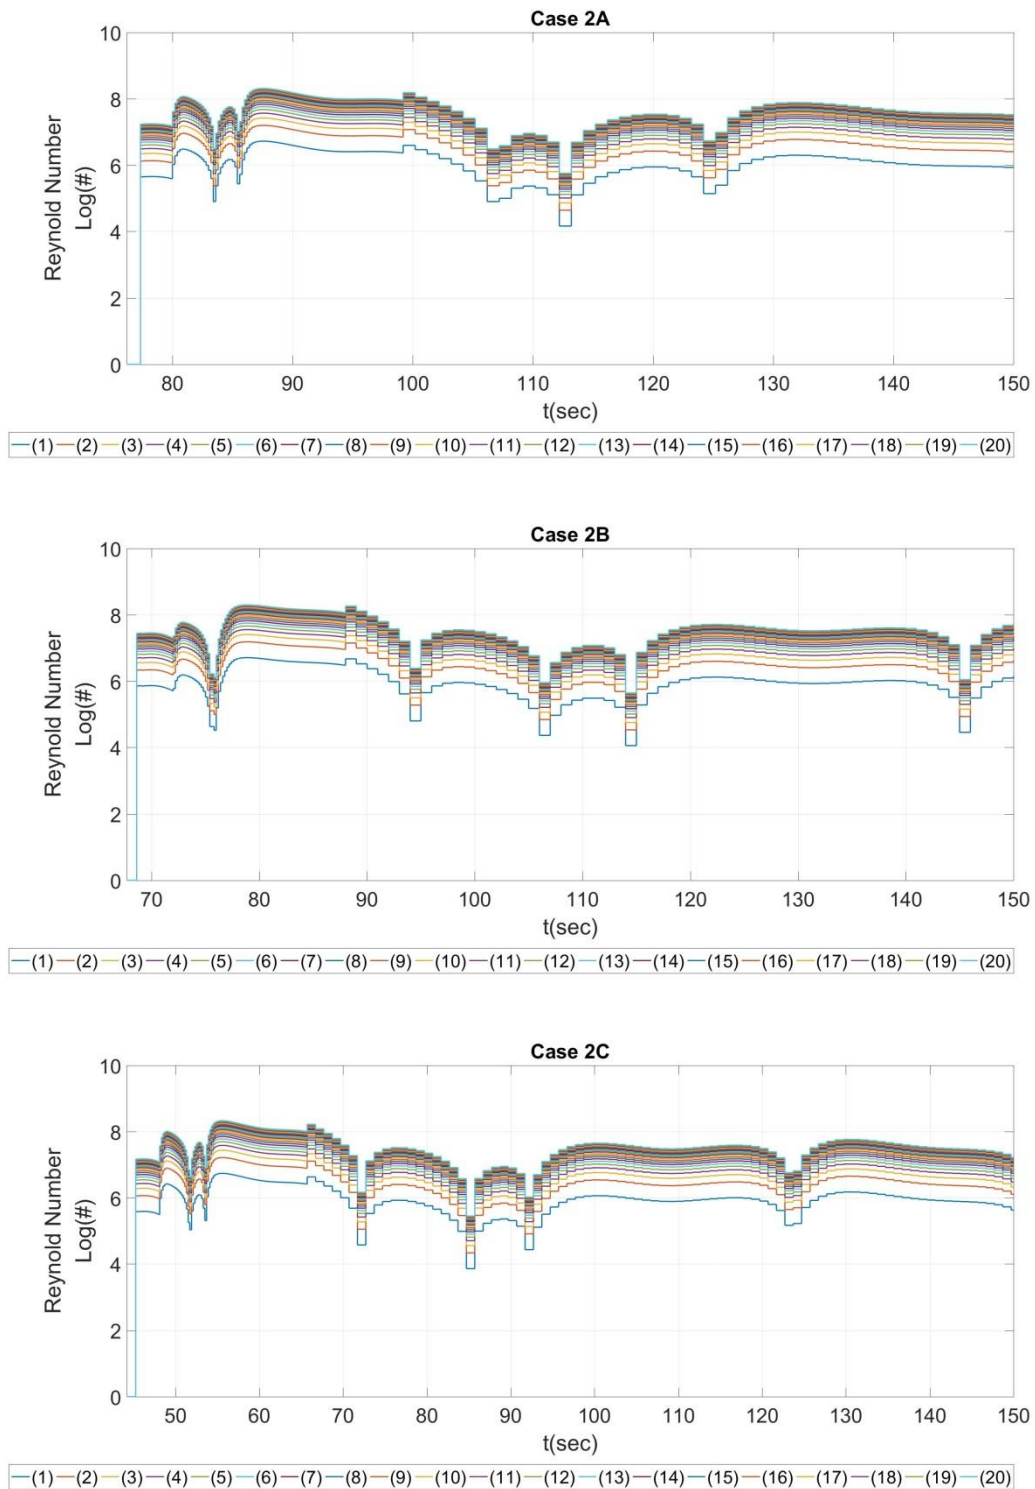 Case 2A
10
8
6
4
2
0
Reynold Number
Log(#)
80 90 100 110 120 130 140 150
t(sec)
(1) (2) (3) (4) (5) (6) (7) (8) (9) (10) (11) (12) (13) (14) (15) (16) (17) (18) (19) (20)
Case 2B
10
8
6
4
2
0
Reynold Number
Log(#)
70 80 90 100 110 120 130 140 150
t(sec)
(1) (2) (3) (4) (5) (6) (7) (8) (9) (10) (11) (12) (13) (14) (15) (16) (17) (18) (19) (20)
Case 2C
10
8
6
4
2
0
Reynold Number
Log(#)
50 60 70 80 90 100 110 120 130 140 150
t(sec)
(1) (2) (3) (4) (5) (6) (7) (8) (9) (10) (11) (12) (13) (14) (15) (16) (17) (18) (19) (20)